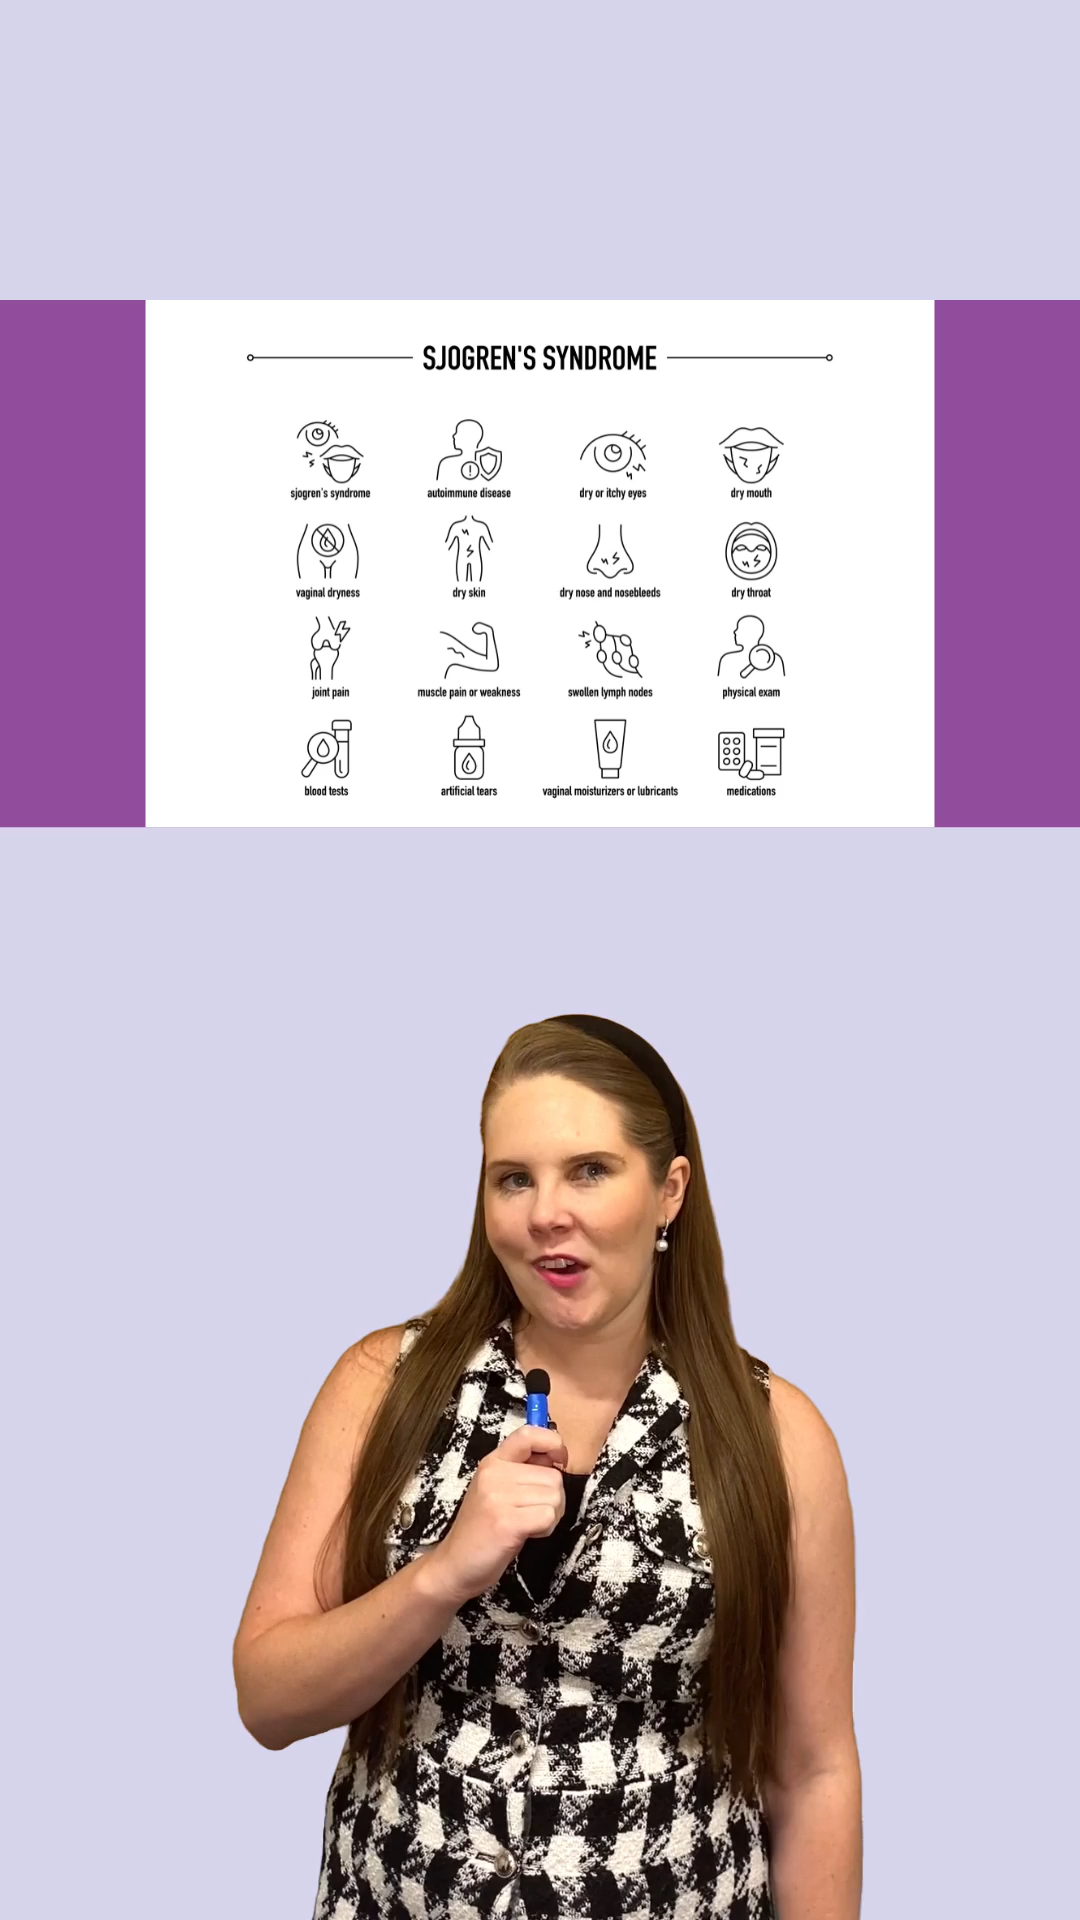 SJOGREN'S SYNDROME
sjogren's syndrome
autoimmune disease
dry or itchy eyes
dry mouth
vaginal dryness
dry skin
dry nose and nosebleeds
dry throat
joint pain
muscle pain or weakness
swollen lymph nodes
physical exam
blood tests
artificial tears
vaginal moisturizers or lubricants
medications